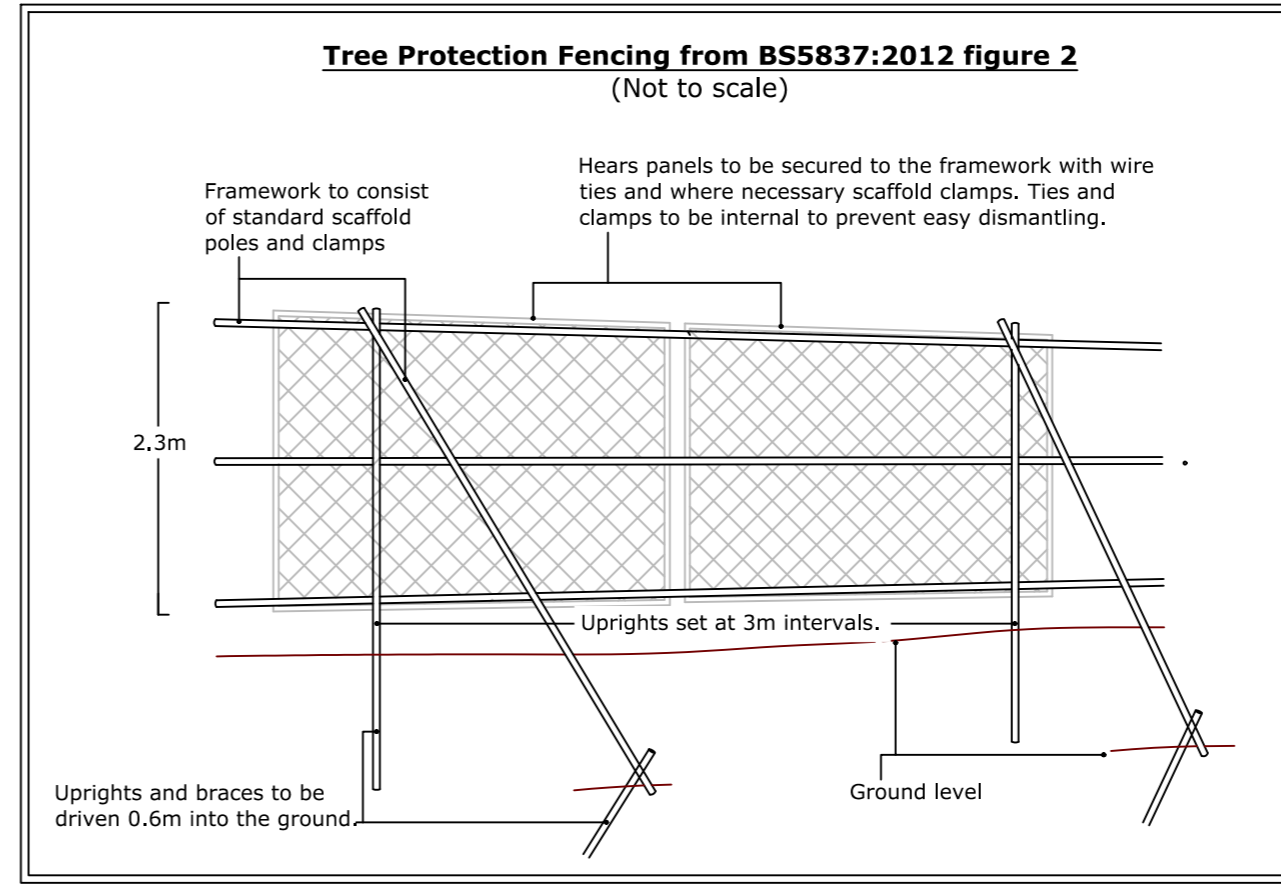 Tree Protection Fencing from BS5837:2012 figure 2
(Not to scale)
Hears panels to be secured to the framework with wire
ties and where necessary scaffold clamps. Ties and
clamps to be internal to prevent easy dismantling.
Framework to consist
of standard scaffold
poles and clamps
2.3m
Uprights set at 3m intervals.
Uprights and braces to be
driven 0.6m into the ground.
Ground level